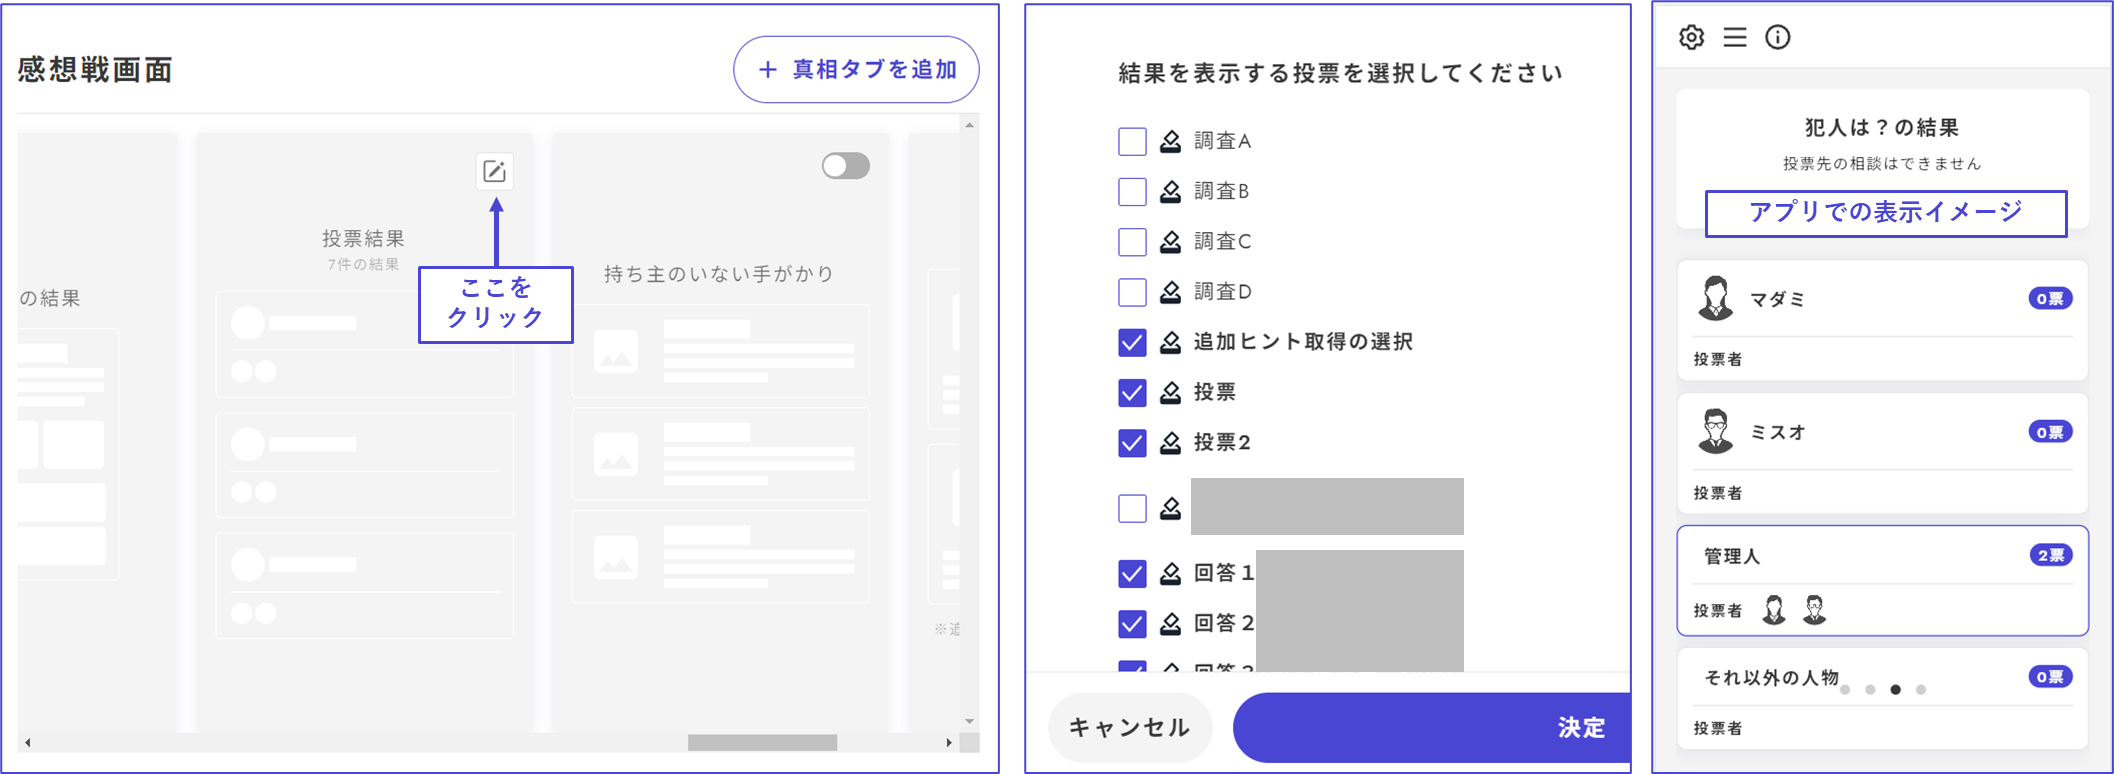 感想戦画面
＋ 真相タブを追加
の結果
投票結果
7件の結果
ここを
クリック
持ち主のいない手がかり
※追
結果を表示する投票を選択してください
調査A
調査B
調査C
調査D
追加ヒント取得の選択
投票
投票2
回答１
回答２
キャンセル
決定
犯人は？の結果
投票先の相談はできません
アプリでの表示イメージ
マダミ
0票
投票者
ミスオ
0票
投票者
管理人
2票
投票者
それ以外の人物
0票
投票者